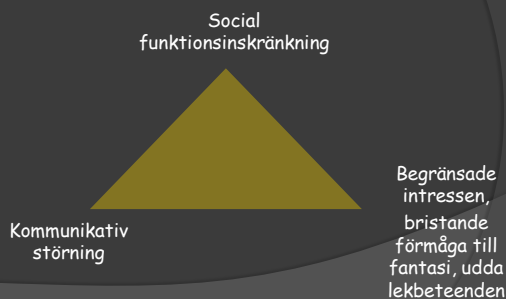 Social
funktionsinskränkning
Begränsade
intressen,
bristande
förmåga till
fantasi, udda
lekbeteenden
Kommunikativ
störning